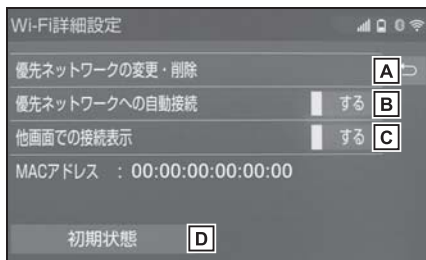 Wi-Fi詳細設定
優先ネットワークの変更・削除 A
優先ネットワークへの自動接続 する B
他画面での接続表示 する C
MACアドレス : 00:00:00:00:00:00
初期状態 D